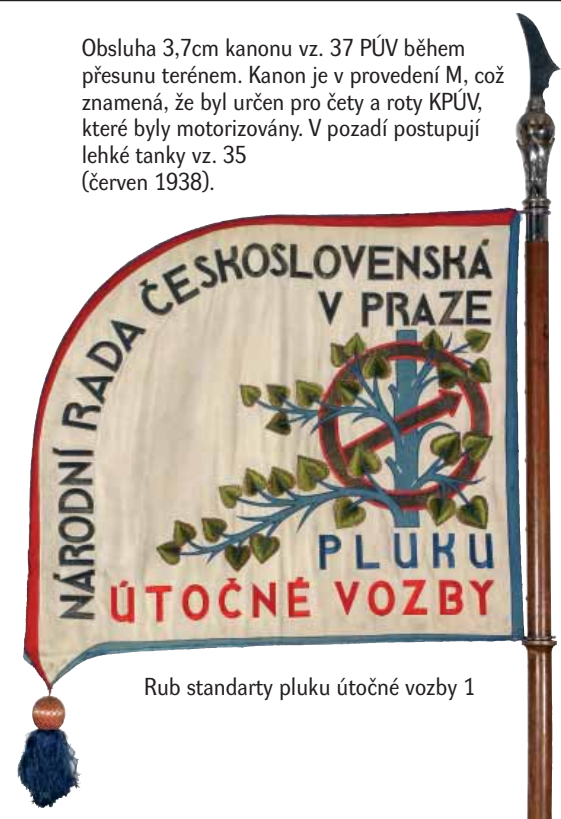 Obsluha 3,7cm kanonu vz. 37 PÚV během
přesunu terénem. Kanon je v provedení M, což
znamená, že byl určen pro čety a roty KPÚV,
které byly motorizovány. V pozadí postupují
lehké tanky vz. 35
(červen 1938).
NÁRODNÍ RADA ČESKOSLOVENSKÁ
V PRAZE
PLUKU
ÚTOČNÉ VOZBY
Rub standarty pluku útočné vozby 1